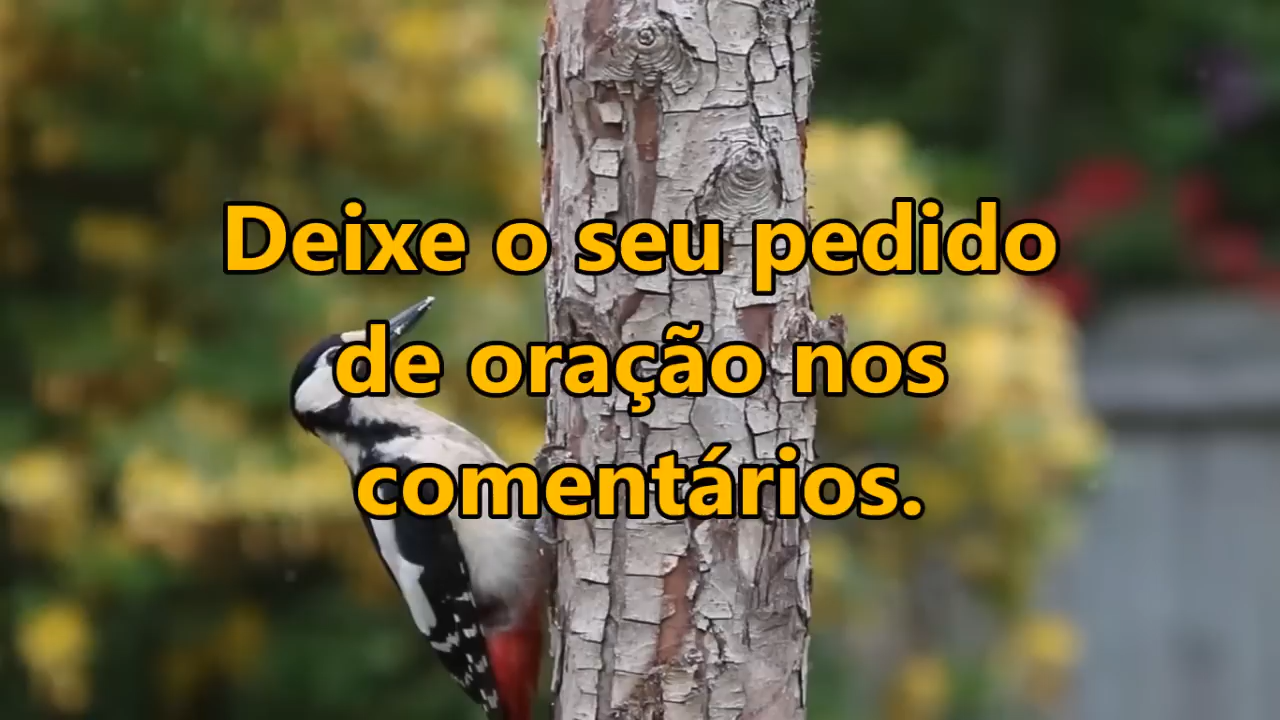 Deixe o seu pedido
de oração nos
comentários.